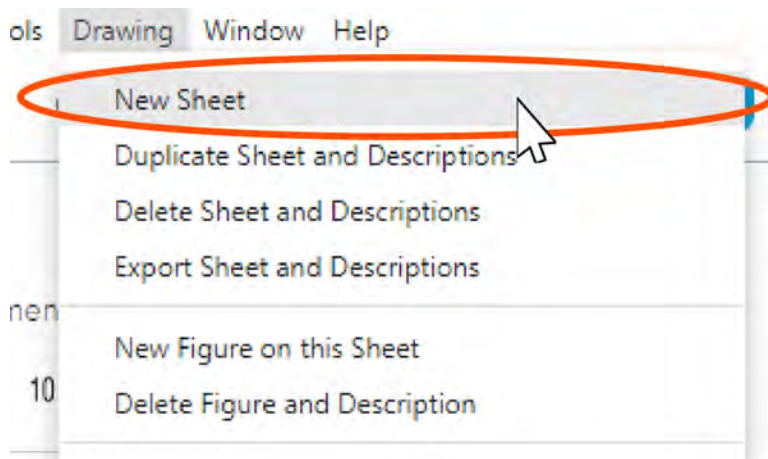 ols Drawing Window Help
New Sheet
Duplicate Sheet and Descriptions
Delete Sheet and Descriptions
Export Sheet and Descriptions
nen
New Figure on this Sheet
10
Delete Figure and Description